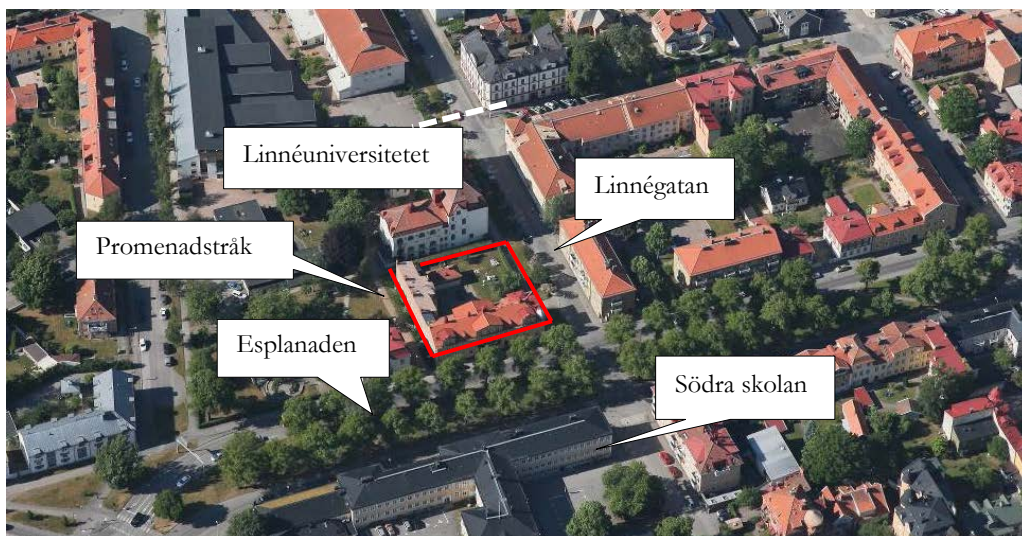 Linnéuniversitetet
Linnégatan
Promenadstråk
Esplanaden
Södra skolan